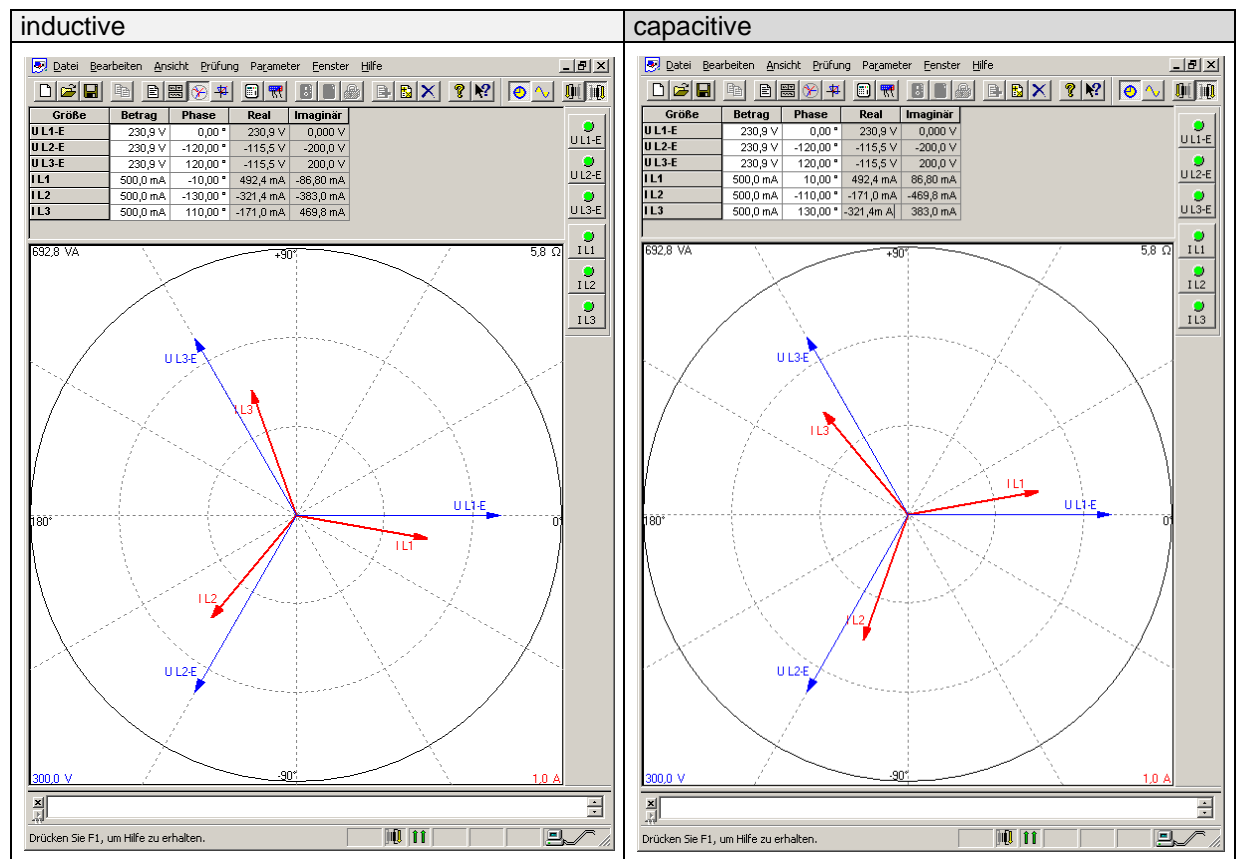 inductive
Datei Bearbeiten Ansicht Prüfung Parameter Fenster Hilfe
Größe Betrag Phase Real Imaginär
U L1-E 230,9 V 0,00 ° 230,9 V 0,000 V
U L2-E 230,9 V -120,00 ° -115,5 V -200,0 V
U L3-E 230,9 V 120,00 ° -115,5 V 200,0 V
I L1 500,0 mA -10,00 ° 492,4 mA -86,80 mA
I L2 500,0 mA -130,00 ° -321,4 mA -383,0 mA
I L3 500,0 mA 110,00 ° -171,0 mA 469,8 mA
U L1-E
U L2-E
U L3-E
I L1
I L2
I L3
692,8 VA +90° 5,8 Ω
U L3-E
I L3
U L1-E
180° 0°
I L1
I L2
U L2-E
300,0 V -90° 1,0 A
Drücken Sie F1, um Hilfe zu erhalten.
capacitive
Datei Bearbeiten Ansicht Prüfung Parameter Fenster Hilfe
Größe Betrag Phase Real Imaginär
U L1-E 230,9 V 0,00 ° 230,9 V 0,000 V
U L2-E 230,9 V -120,00 ° -115,5 V -200,0 V
U L3-E 230,9 V 120,00 ° -115,5 V 200,0 V
I L1 500,0 mA 10,00 ° 492,4 mA 86,80 mA
I L2 500,0 mA -110,00 ° -171,0 mA -469,8 mA
I L3 500,0 mA 130,00 ° -321,4m A 383,0 mA
U L1-E
U L2-E
U L3-E
I L1
I L2
I L3
692,8 VA +90° 5,8 Ω
U L3-E
I L3
I L1
U L1-E
180° 0°
I L2
U L2-E
300,0 V -90° 1,0 A
Drücken Sie F1, um Hilfe zu erhalten.